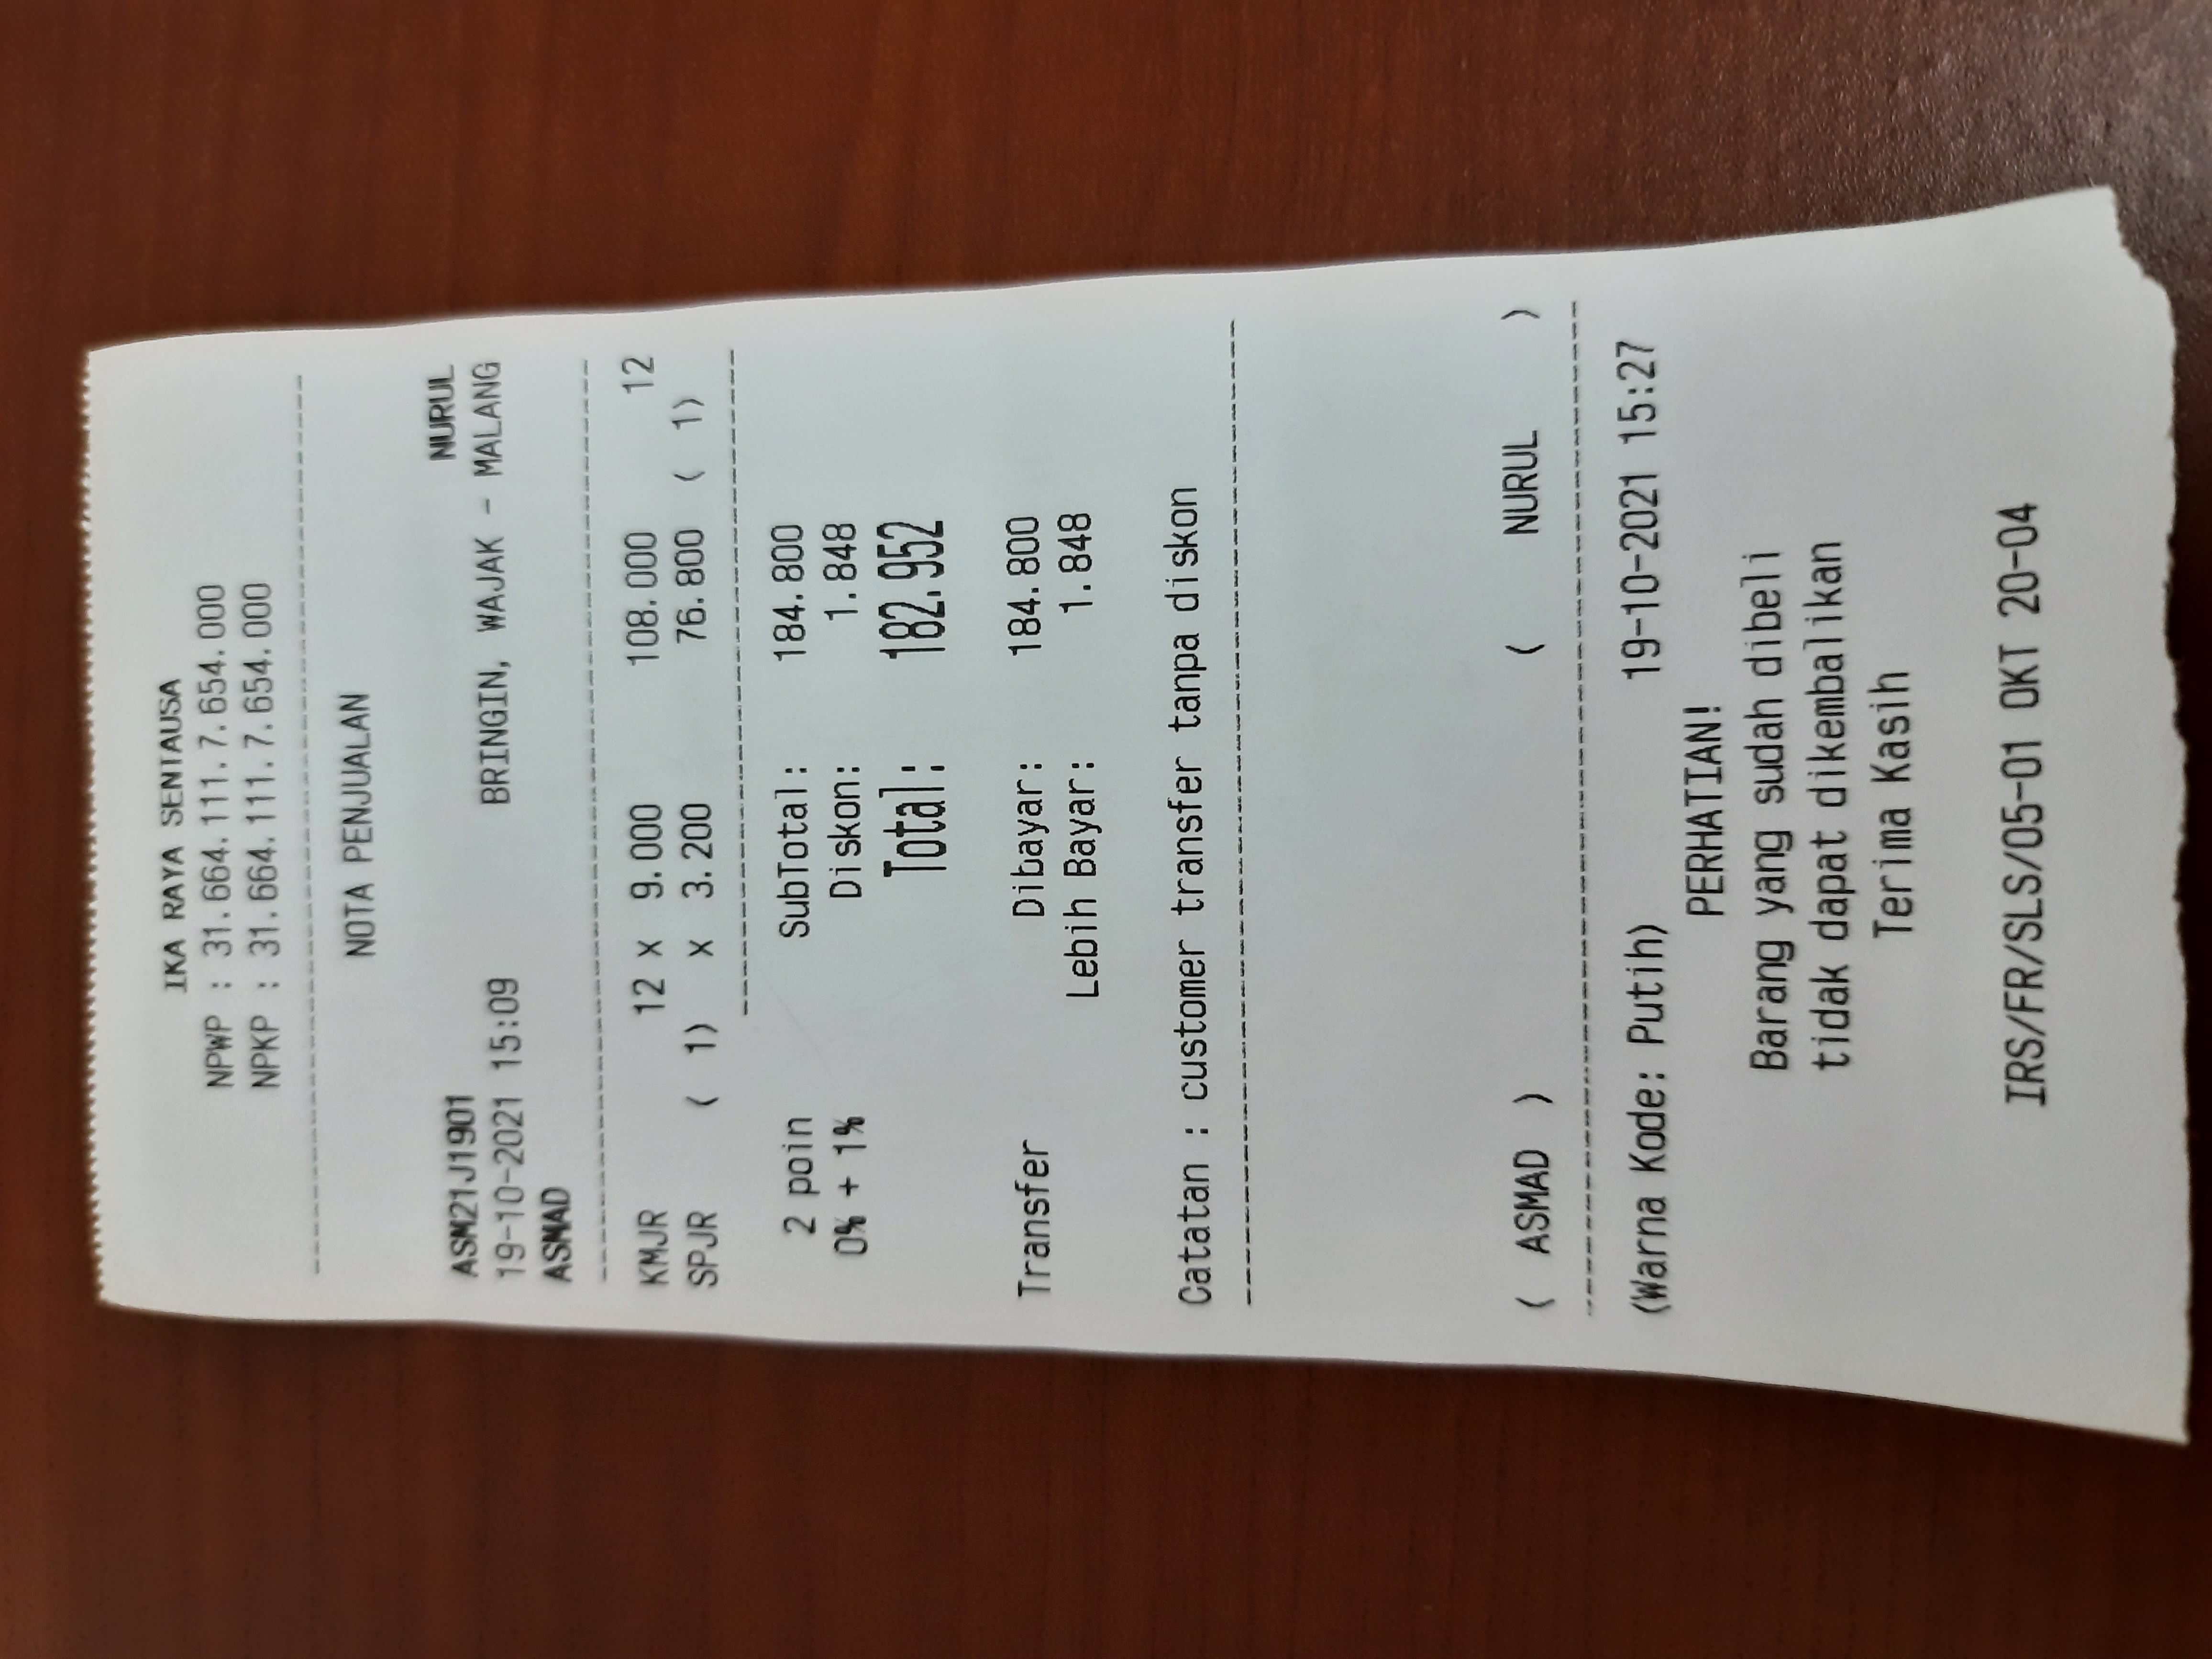 IKA RAYA SENTAUSA
NPWP : 31.664.111.7.654.000
NPKP : 31.664.111.7.654.000
NOTA PENJUALAN
ASM21J1901 NURUL
19-10-2021 15:09 BRINGIN, WAJAK - MALANG
ASMAD
KMJR 12 x 9.000 108.000 12
SPJR ( 1) x 3.200 76.800 ( 1)
2 poin SubTotal: 184.800
0% + 1% Diskon: 1.848
Total: 182.952
Transfer Dibayar: 184.800
Lebih Bayar: 1.848
Catatan : customer transfer tanpa diskon
( ASMAD ) ( NURUL )
(Warna Kode: Putih) 19-10-2021 15:27
PERHATIAN!
Barang yang sudah dibeli
tidak dapat dikembalikan
Terima Kasih
IRS/FR/SLS/05-01 OKT 20-04